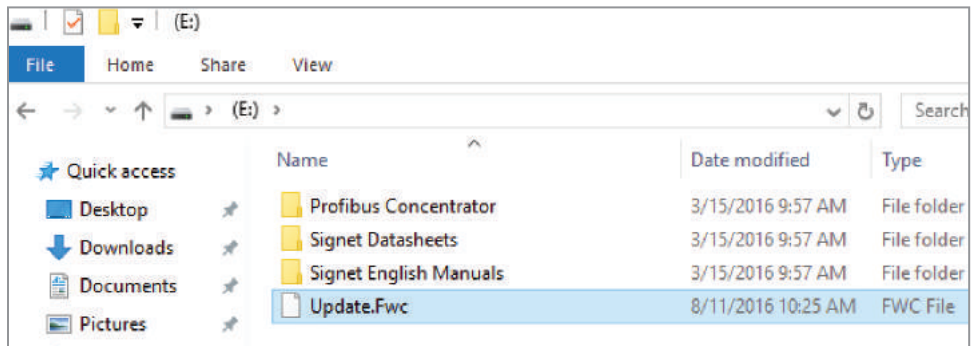 (E:)
File Home Share View
(E:) Search
Name Date modified Type
Quick access
Desktop
Downloads
Documents
Pictures
Profibus Concentrator 3/15/2016 9:57 AM File folder
Signet Datasheets 3/15/2016 9:57 AM File folder
Signet English Manuals 3/15/2016 9:57 AM File folder
Update.Fwc 8/11/2016 10:25 AM FWC File